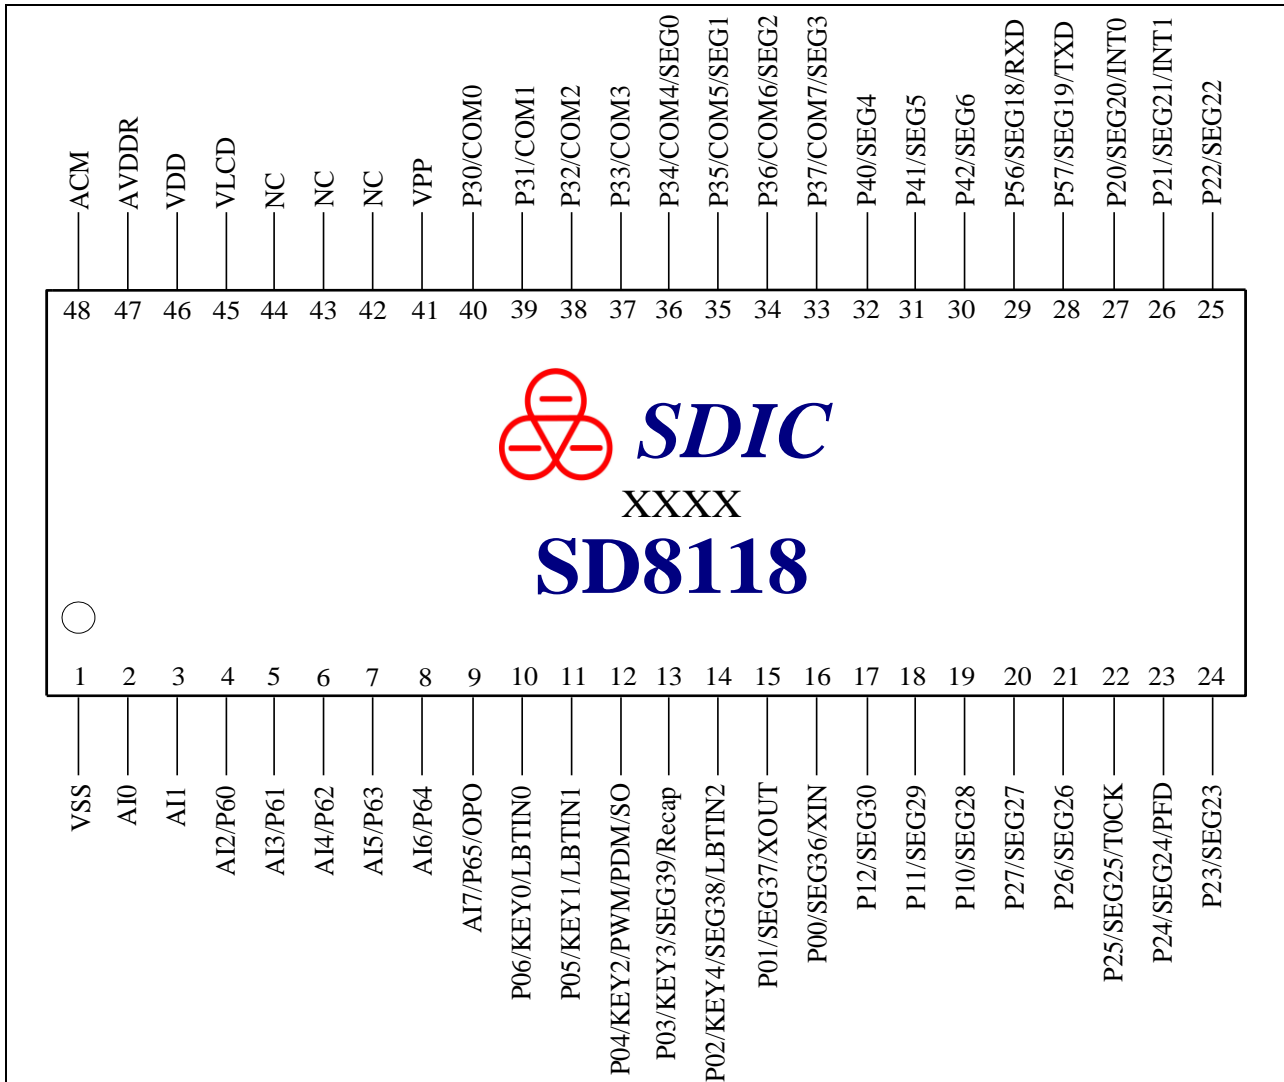 ACM
AVDDR
VDD
VLCD
NC
NC
NC
VPP
P30/COM0
P31/COM1
P32/COM2
P33/COM3
P34/COM4/SEG0
P35/COM5/SEG1
P36/COM6/SEG2
P37/COM7/SEG3
P40/SEG4
P41/SEG5
P42/SEG6
P56/SEG18/RXD
P57/SEG19/TXD
P20/SEG20/INT0
P21/SEG21/INT1
P22/SEG22
48 47 46 45 44 43 42 41 40 39 38 37 36 35 34 33 32 31 30 29 28 27 26 25
SDIC
XXXX
SD8118
1 2 3 4 5 6 7 8 9 10 11 12 13 14 15 16 17 18 19 20 21 22 23 24
VSS
AI0
AI1
AI2/P60
AI3/P61
AI4/P62
AI5/P63
AI6/P64
AI7/P65/OPO
P06/KEY0/LBTIN0
P05/KEY1/LBTIN1
P04/KEY2/PWM/PDM/SO
P03/KEY3/SEG39/Recap
P02/KEY4/SEG38/LBTIN2
P01/SEG37/XOUT
P00/SEG36/XIN
P12/SEG30
P11/SEG29
P10/SEG28
P27/SEG27
P26/SEG26
P25/SEG25/T0CK
P24/SEG24/PFD
P23/SEG23